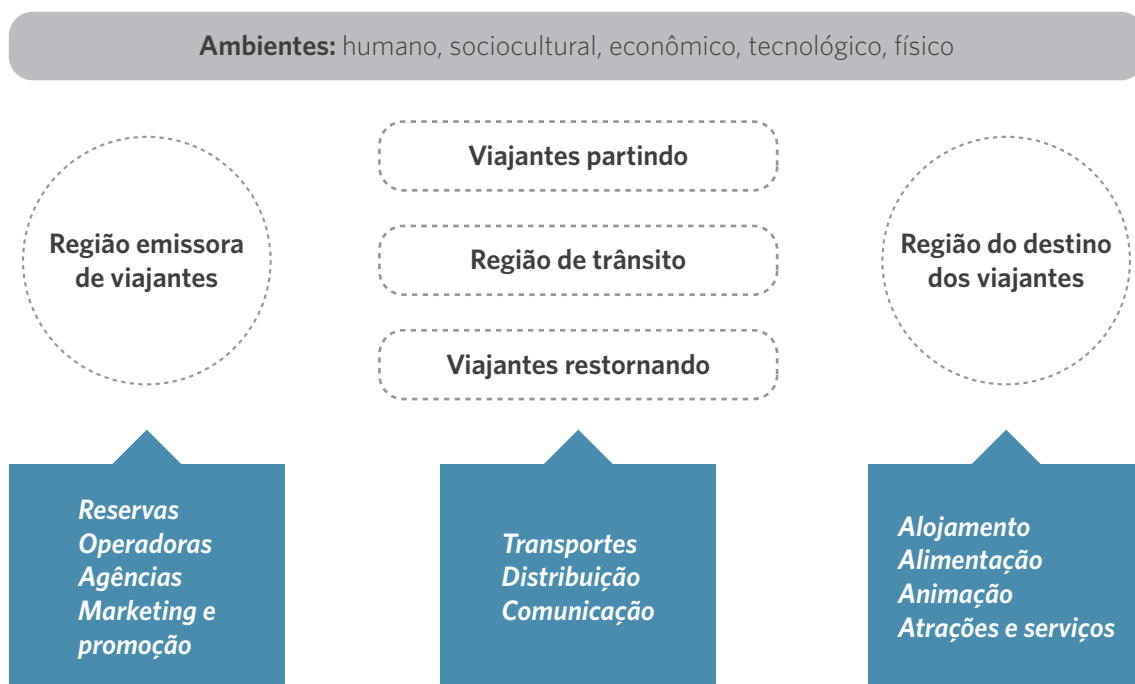 Ambientes: humano, sociocultural, econômico, tecnológico, físico
Região emissora
de viajantes
Viajantes partindo
Região de trânsito
Viajantes restornando
Região do destino
dos viajantes
Reservas
Operadoras
Agências
Marketing e
promoção
Transportes
Distribuição
Comunicação
Alojamento
Alimentação
Animação
Atrações e serviços